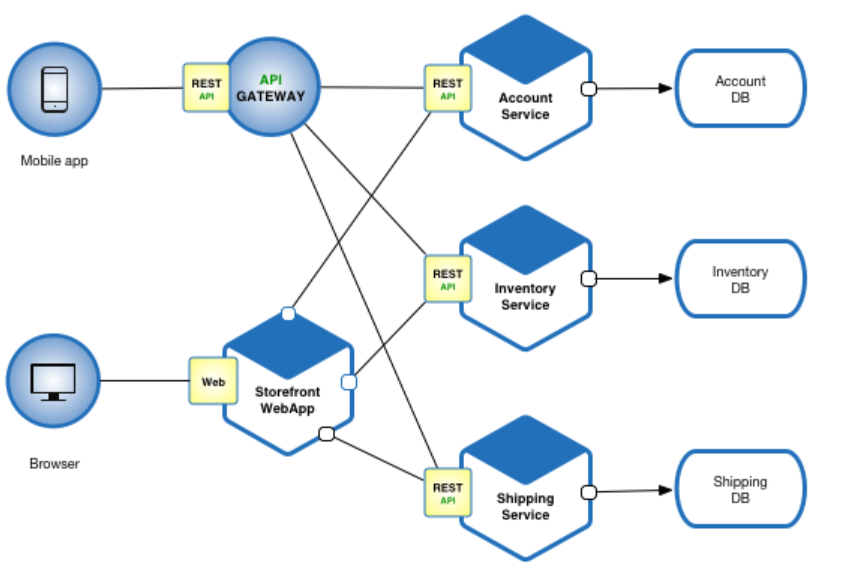 REST
API
API
GATEWAY
REST
API
Account
Service
Account
DB
Mobile app
REST
API
Inventory
Service
Inventory
DB
Web
Storefront
WebApp
Browser
REST
API
Shipping
Service
Shipping
DB